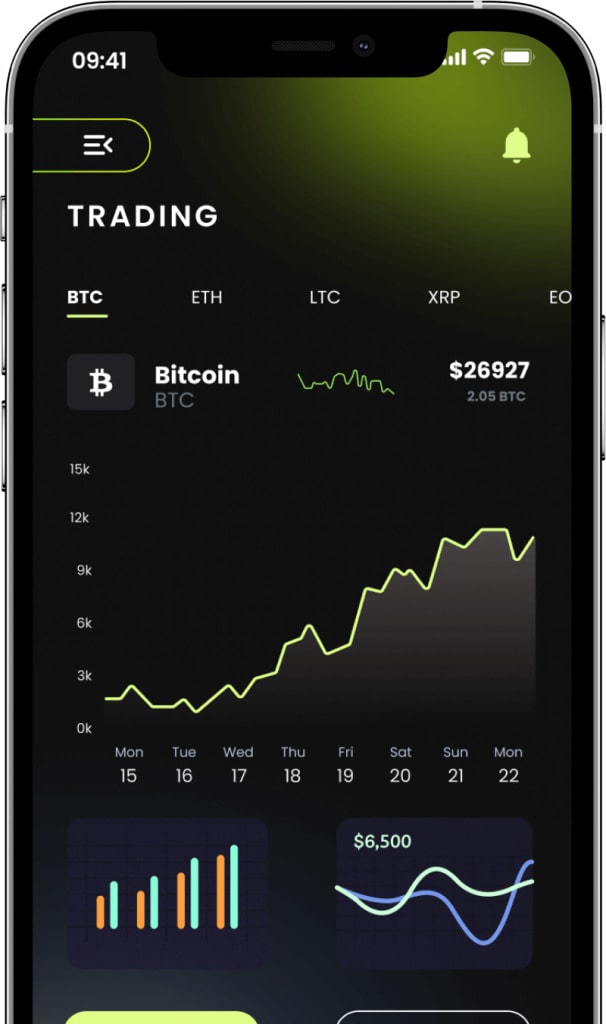 09:41
TRADING
BTC ETH LTC XRP EO
Bitcoin $26927
BTC 2.05 BTC
15k
12k
9k
6k
3k
0k
Mon Tue Wed Thu Fri Sat Sun Mon
15 16 17 18 19 20 21 22
$6,500